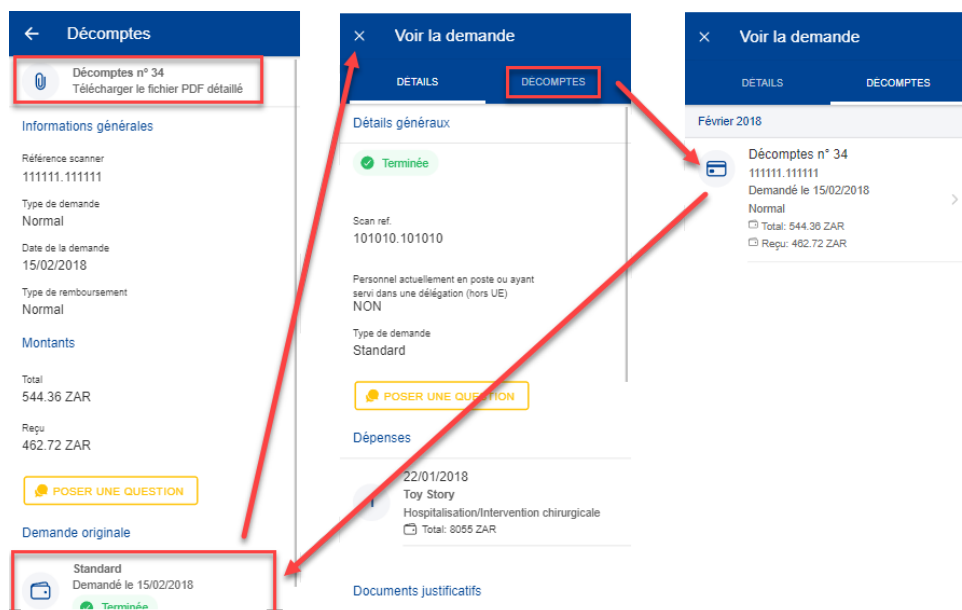 Décomptes
Décomptes nº 34
Télécharger le fichier PDF détaillé
Informations générales
Référence scanner
111111.111111
Type de demande
Normal
Date de la demande
15/02/2018
Type de remboursement
Normal
Montants
Total
544.36 ZAR
Reçu
462.72 ZAR
POSER UNE QUESTION
Demande originale
Standard
Demandé le 15/02/2018
Terminée
Voir la demande
DÉTAILS
DÉCOMPTES
Détails généraux
Terminée
Scan ref.
101010.101010
Personnel actuellement en poste ou ayant
servi dans une délégation (hors UE)
NON
Type de demande
Standard
POSER UNE QUESTION
Dépenses
22/01/2018
Toy Story
Hospitalisation/Intervention chirurgicale
Total: 8055 ZAR
Documents justificatifs
Voir la demande
DÉTAILS
DÉCOMPTES
Février 2018
Décomptes n° 34
111111.111111
Demandé le 15/02/2018
Normal
Total: 544.36 ZAR
Reçu: 462.72 ZAR